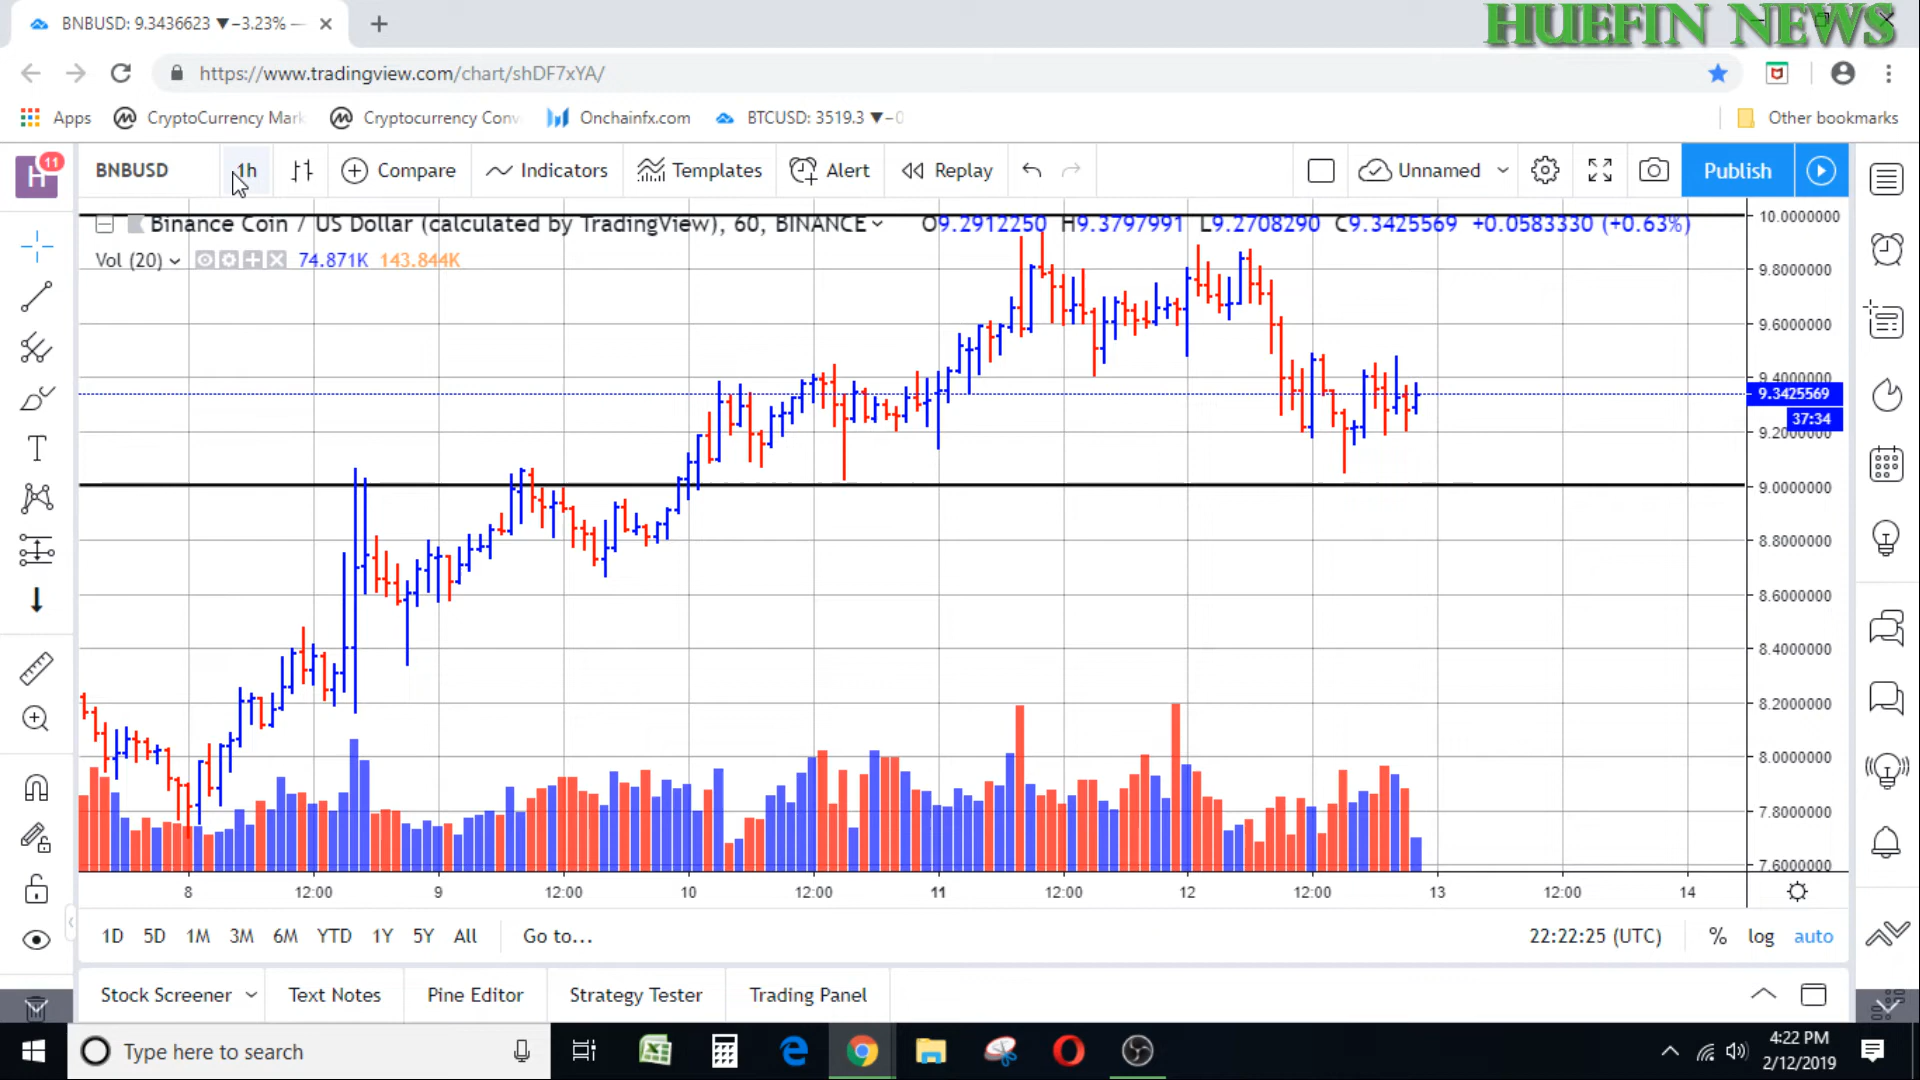 HUEFIN NEWS
BNBUSD: 9.3436623 ▼−3.23% —
https://www.tradingview.com/chart/shDF7xYA/
Apps CryptoCurrency Mark Cryptocurrency Conv Onchainfx.com BTCUSD: 3519.3 ▼−0 Other bookmarks
H 11 BNBUSD 1h Compare Indicators Templates Alert Replay Unnamed Publish
Binance Coin / US Dollar (calculated by TradingView), 60, BINANCE O9.2912250 H9.3797991 L9.2708290 C9.3425569 +0.0583330 (+0.63%)
Vol (20) 74.871K 143.844K
10.0000000
9.8000000
9.6000000
9.4000000
9.3425569
37:34
9.2000000
9.0000000
8.8000000
8.6000000
8.4000000
8.2000000
8.0000000
7.8000000
7.6000000
8 12:00 9 12:00 10 12:00 11 12:00 12 12:00 13 12:00 14
1D 5D 1M 3M 6M YTD 1Y 5Y All Go to... 22:22:25 (UTC) % log auto
Stock Screener Text Notes Pine Editor Strategy Tester Trading Panel
Type here to search
4:22 PM
2/12/2019